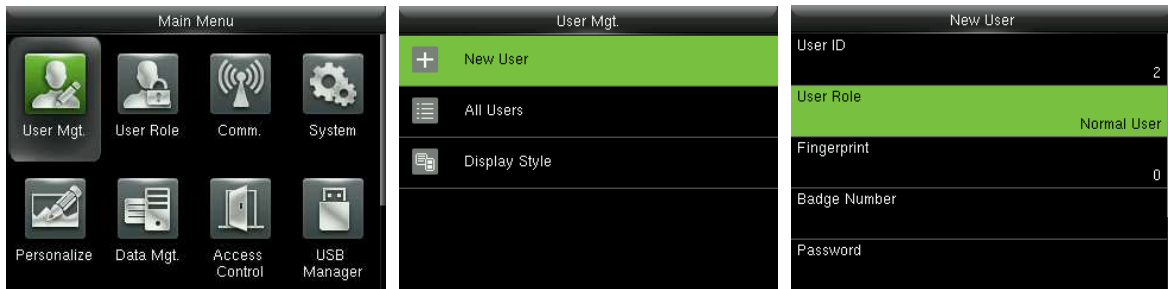 Main Menu
User Mgt.
User Role
Comm.
System
Personalize
Data Mgt.
Access
Control
USB
Manager
User Mgt.
New User
All Users
Display Style
New User
User ID
2
User Role
Normal User
Fingerprint
0
Badge Number
Password